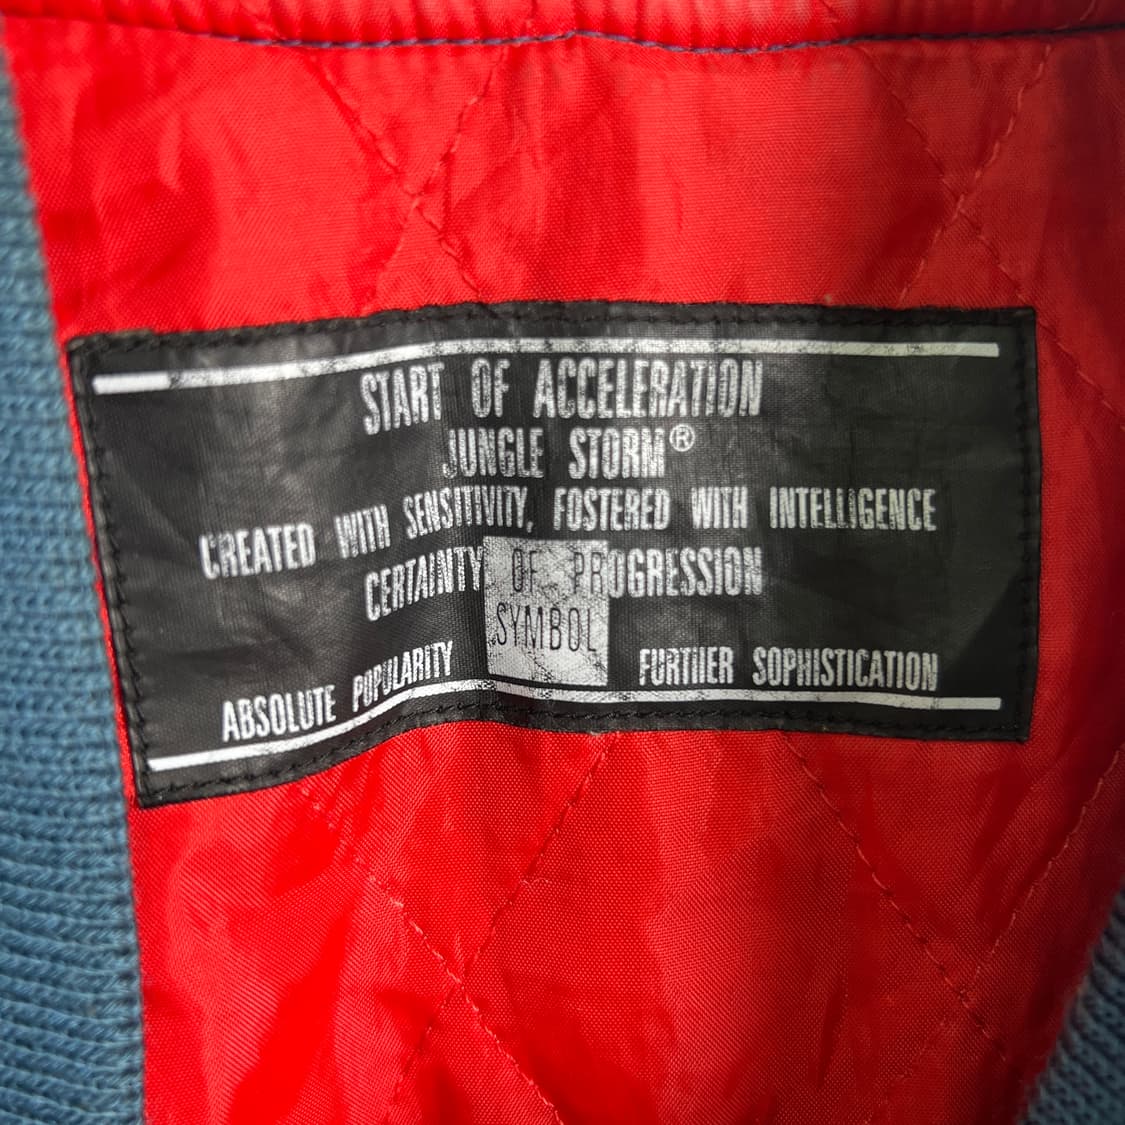 START OF ACCELERATION
JUNGLE STORM®
CREATED WITH SENSITIVITY, FOSTERED WITH INTELLIGENCE
CERTAINTY OF PROGRESSION
SYMBOL
ABSOLUTE POPULARITY FURTHER SOPHISTICATION